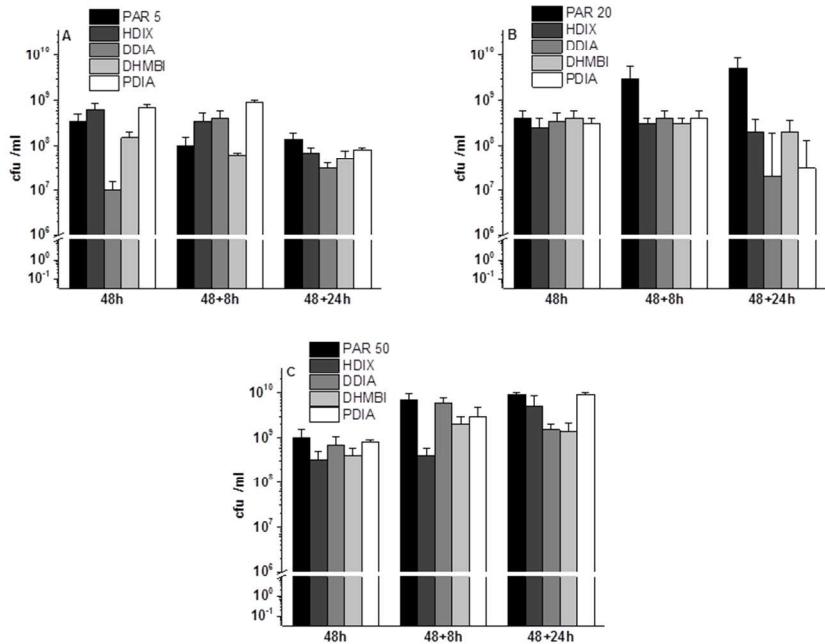 A
PAR 5
HDIX
DDIA
DHMBI
PDIA
cfu /ml
10^10
10^9
10^8
10^7
10^6
10^0
10^-1
48h
48+8h
48+24h
B
PAR 20
HDIX
DDIA
DHMBI
PDIA
cfu /ml
10^10
10^9
10^8
10^7
10^6
10^0
10^-1
48h
48+8h
48+24h
C
PAR 50
HDIX
DDIA
DHMBI
PDIA
cfu /ml
10^10
10^9
10^8
10^7
10^6
10^0
10^-1
48h
48+8h
48+24h